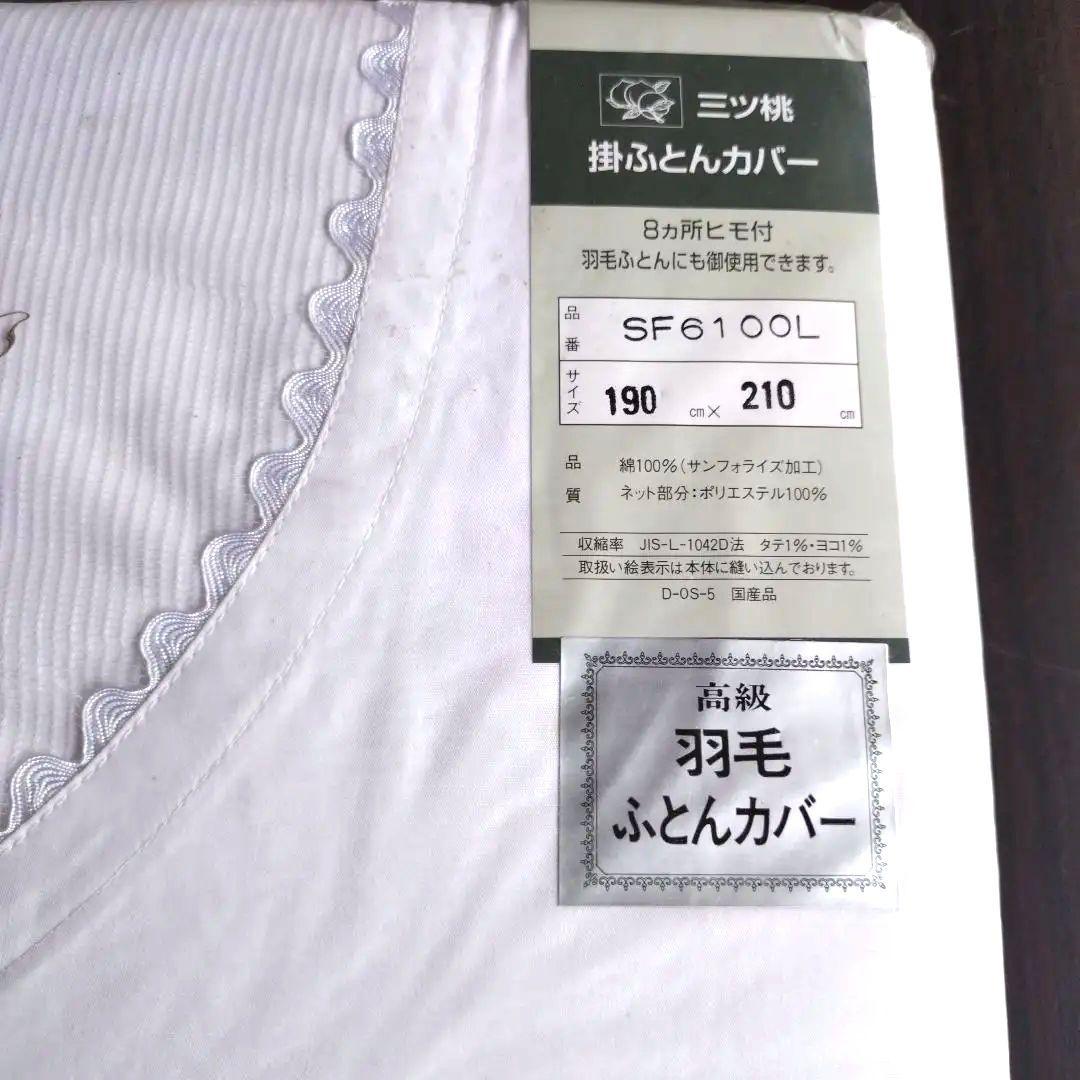 三ツ桃
掛ふとんカバー
8ヵ所ヒモ付
羽毛ふとんにも御使用できます。
品番 SF6100L
サイズ 190 cm× 210 cm
品質 綿100%(サンフォライズ加工)
ネット部分:ポリエステル100%
収縮率 JIS-L-1042D法 タテ1%・ヨコ1%
取扱い絵表示は本体に縫い込んでおります。
D-0S-5 国産品
高級
羽毛
ふとんカバー